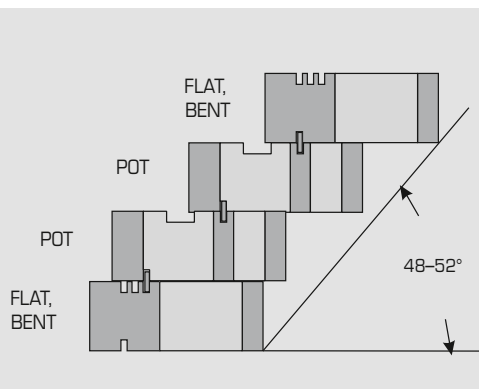 FLAT,
BENT
POT
POT
FLAT,
BENT
48–52°